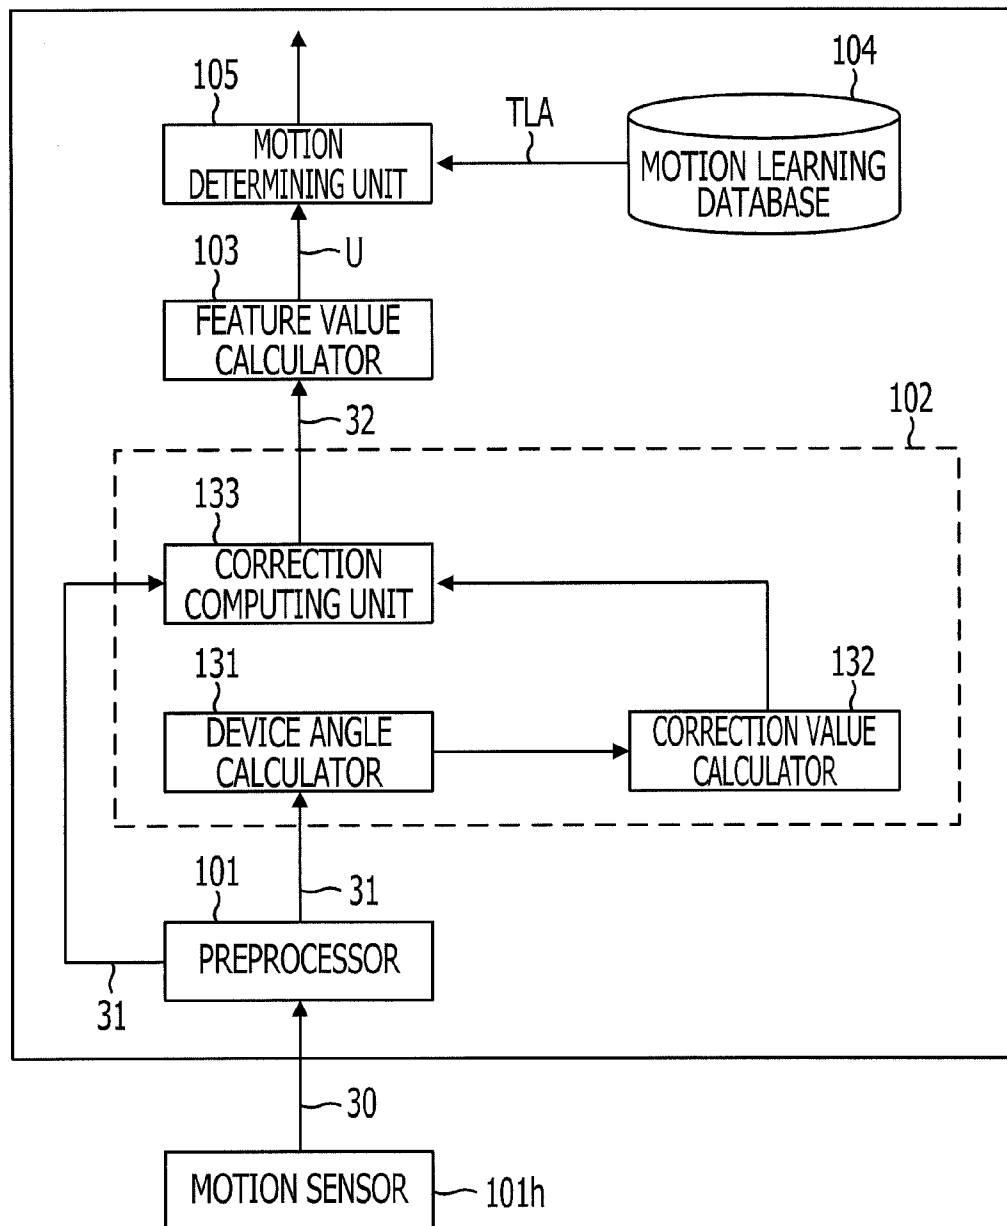 105
104
TLA
MOTION
DETERMINING UNIT
MOTION LEARNING
DATABASE
103
U
FEATURE VALUE
CALCULATOR
32
102
133
CORRECTION
COMPUTING UNIT
131
132
DEVICE ANGLE
CALCULATOR
CORRECTION VALUE
CALCULATOR
101
31
PREPROCESSOR
31
30
MOTION SENSOR
101h